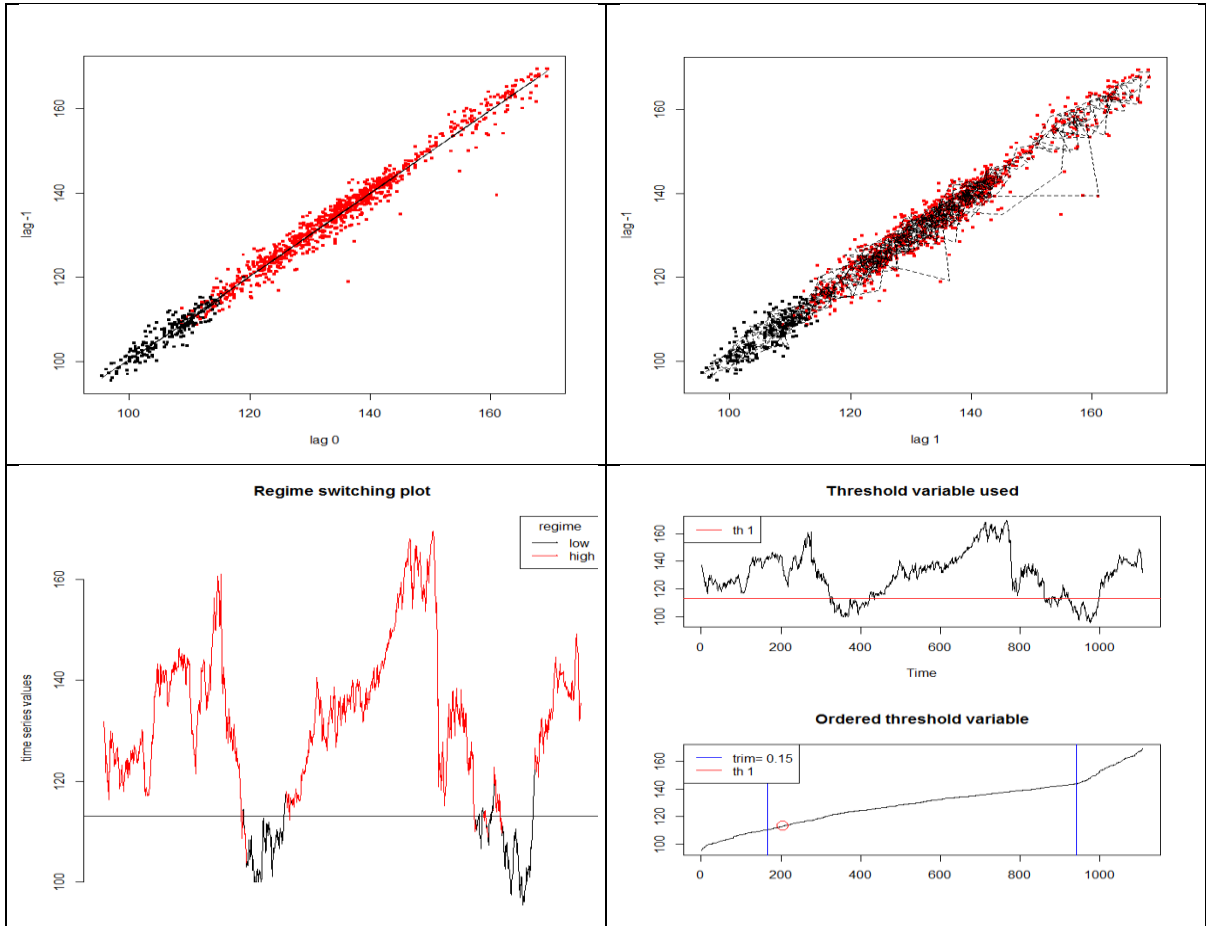 160
140
120
100
lag -1
100 120 140 160
lag 0
160
140
120
100
lag -1
100 120 140 160
lag 1
Regime switching plot
regime
low
high
160
140
120
100
time series values
Threshold variable used
th 1
160
140
120
100
0 200 400 600 800 1000
Time
Ordered threshold variable
trim= 0.15
th 1
160
140
120
100
0 200 400 600 800 1000